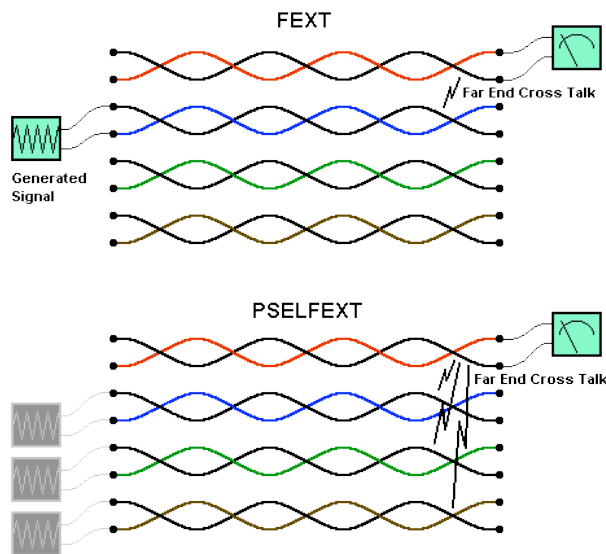 FEXT
Far End Cross Talk
Generated
Signal
PSELFEXT
Far End Cross Talk